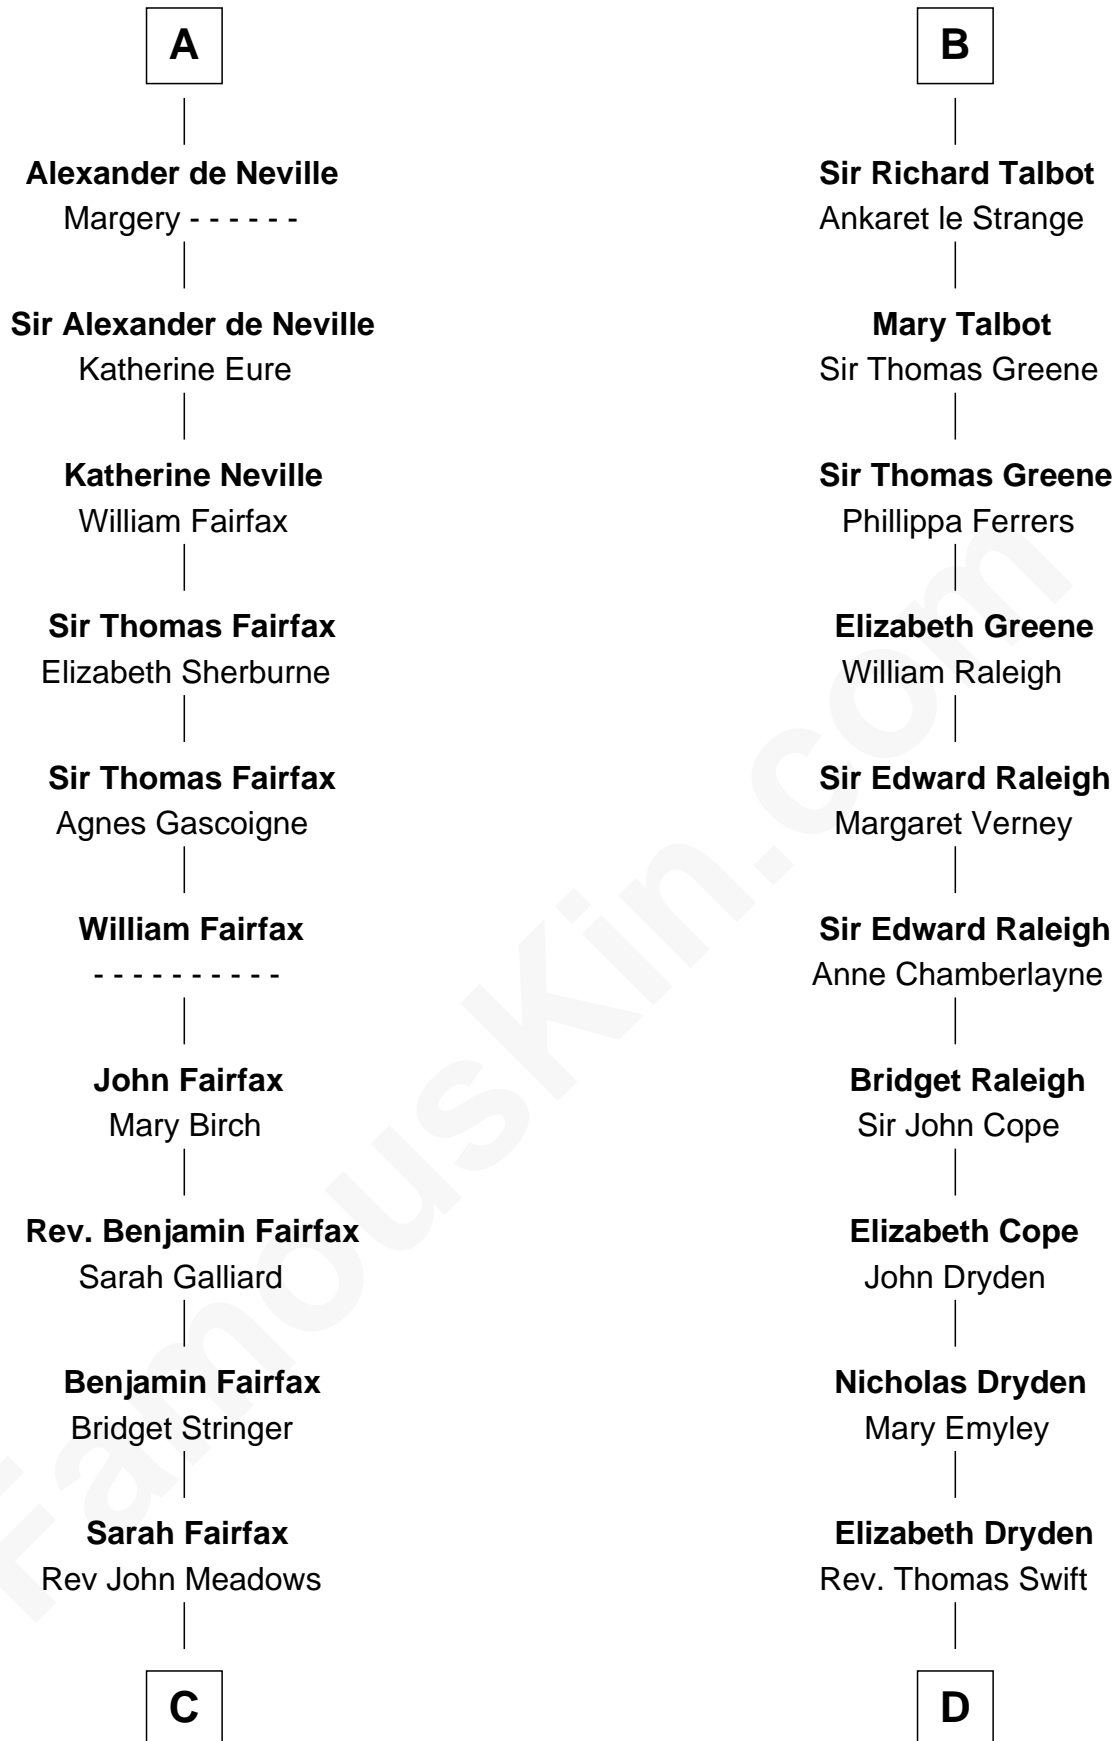 A
Alexander de Neville
Margery - - - - - -
Sir Alexander de Neville
Katherine Eure
Katherine Neville
William Fairfax
Sir Thomas Fairfax
Elizabeth Sherburne
Sir Thomas Fairfax
Agnes Gascoigne
William Fairfax
- - - - - - - - - -
John Fairfax
Mary Birch
Rev. Benjamin Fairfax
Sarah Galliard
Benjamin Fairfax
Bridget Stringer
Sarah Fairfax
Rev John Meadows
C
B
Sir Richard Talbot
Ankaret le Strange
Mary Talbot
Sir Thomas Greene
Sir Thomas Greene
Phillippa Ferrers
Elizabeth Greene
William Raleigh
Sir Edward Raleigh
Margaret Verney
Sir Edward Raleigh
Anne Chamberlayne
Bridget Raleigh
Sir John Cope
Elizabeth Cope
John Dryden
Nicholas Dryden
Mary Emyley
Elizabeth Dryden
Rev. Thomas Swift
D
FamousKin.com